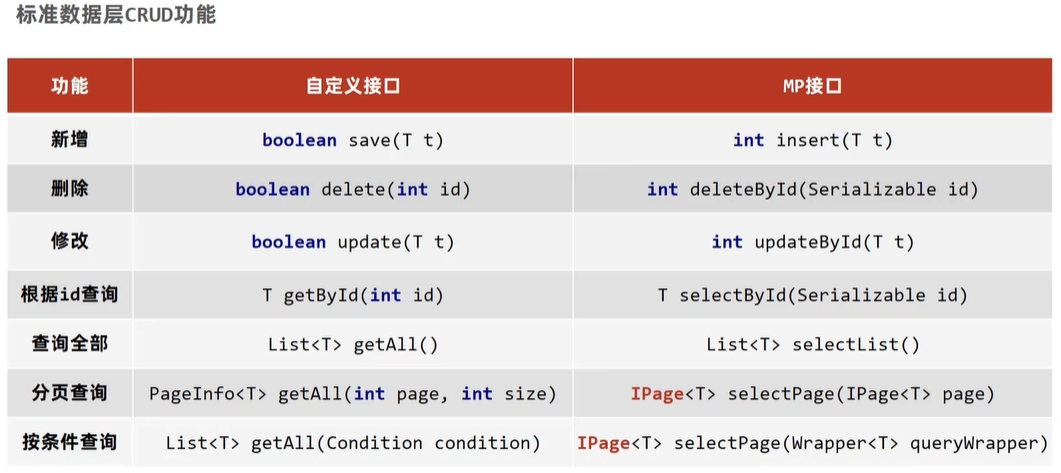 标准数据层CRUD功能
功能 自定义接口 MP接口
新增 boolean save(T t) int insert(T t)
删除 boolean delete(int id) int deleteById(Serializable id)
修改 boolean update(T t) int updateById(T t)
根据id查询 T getById(int id) T selectById(Serializable id)
查询全部 List<T> getAll() List<T> selectList()
分页查询 PageInfo<T> getAll(int page, int size) IPage<T> selectPage(IPage<T> page)
按条件查询 List<T> getAll(Condition condition) IPage<T> selectPage(Wrapper<T> queryWrapper)